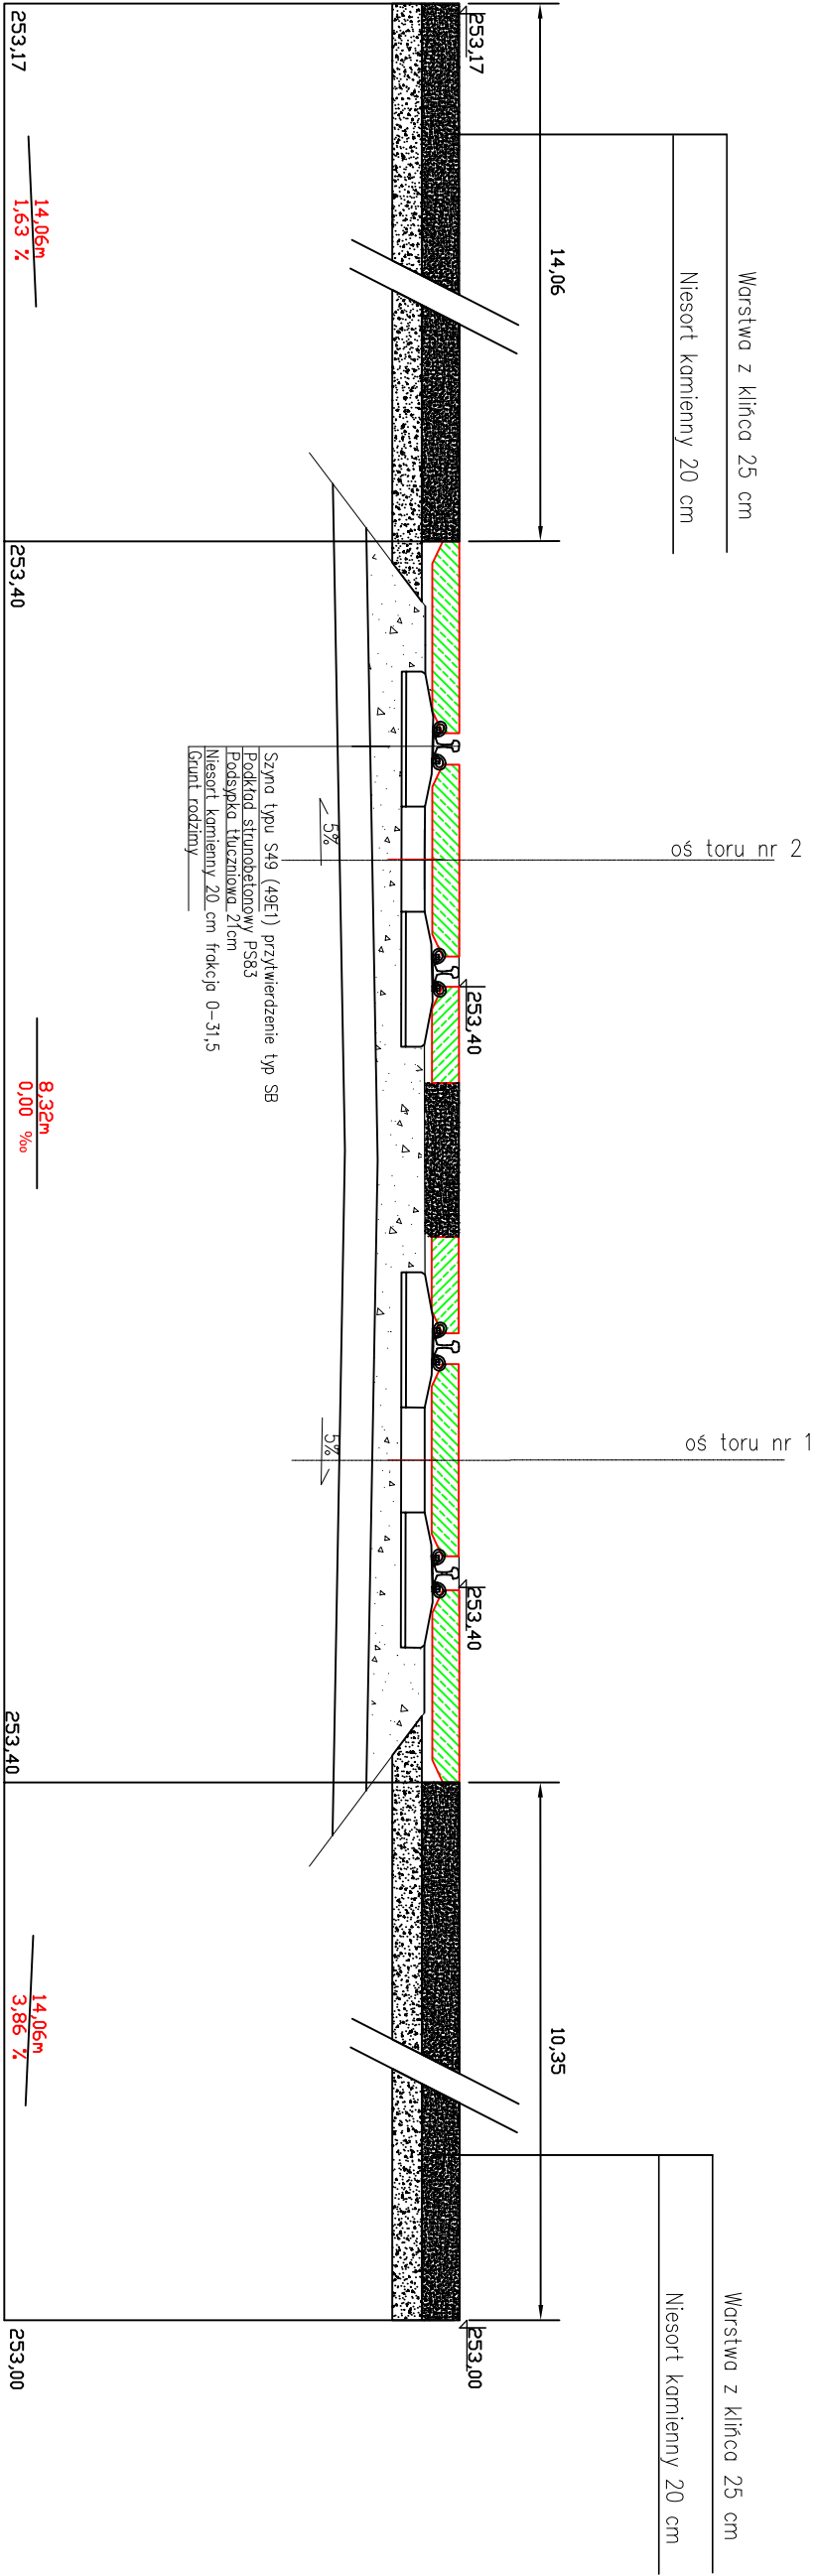 Warstwa z klińca 25 cm
Niesort kamienny 20 cm
14,06
253,17
253,17
14,06m
1,63 %
253,40
oś toru nr 2
253,40
Szyna typu S49 (49E1) przytwierdzenie typ SB
Podkład strunobetonowy PS83
Podsypka tłuczniowa 21cm
Niesort kamienny 20 cm frakcja 0-31,5
Grunt rodzimy
5%
8,32m
0,00 ‰
oś toru nr 1
5%
253,40
253,40
10,35
14,06m
3,86 %
Warstwa z klińca 25 cm
Niesort kamienny 20 cm
253,00
253,00